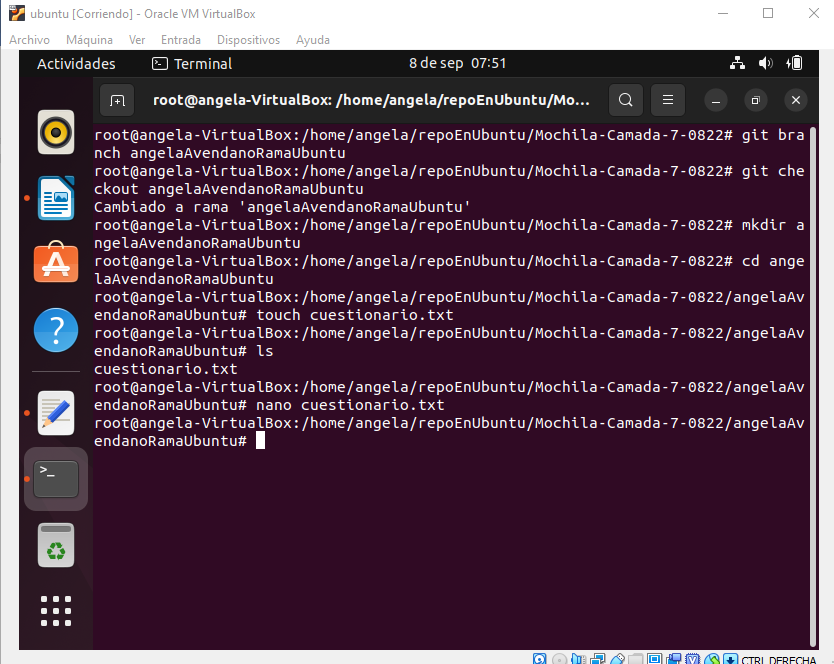 ubuntu [Corriendo] - Oracle VM VirtualBox
Archivo Máquina Ver Entrada Dispositivos Ayuda
Actividades Terminal 8 de sep 07:51
root@angela-VirtualBox: /home/angela/repoEnUbuntu/Mo...
root@angela-VirtualBox:/home/angela/repoEnUbuntu/Mochila-Camada-7-0822# git bra
nch angelaAvendanoRamaUbuntu
root@angela-VirtualBox:/home/angela/repoEnUbuntu/Mochila-Camada-7-0822# git che
ckout angelaAvendanoRamaUbuntu
Cambiado a rama 'angelaAvendanoRamaUbuntu'
root@angela-VirtualBox:/home/angela/repoEnUbuntu/Mochila-Camada-7-0822# mkdir a
ngelaAvendanoRamaUbuntu
root@angela-VirtualBox:/home/angela/repoEnUbuntu/Mochila-Camada-7-0822# cd ange
laAvendanoRamaUbuntu
root@angela-VirtualBox:/home/angela/repoEnUbuntu/Mochila-Camada-7-0822/angelaAv
endanoRamaUbuntu# touch cuestionario.txt
root@angela-VirtualBox:/home/angela/repoEnUbuntu/Mochila-Camada-7-0822/angelaAv
endanoRamaUbuntu# ls
cuestionario.txt
root@angela-VirtualBox:/home/angela/repoEnUbuntu/Mochila-Camada-7-0822/angelaAv
endanoRamaUbuntu# nano cuestionario.txt
root@angela-VirtualBox:/home/angela/repoEnUbuntu/Mochila-Camada-7-0822/angelaAv
endanoRamaUbuntu#
CTRL DERECHA